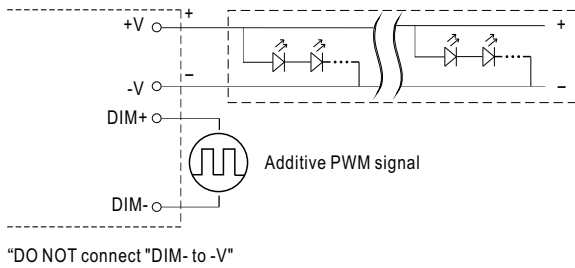 +V
+
+
-V
–
–
DIM+
Additive PWM signal
DIM-
“DO NOT connect "DIM- to -V"